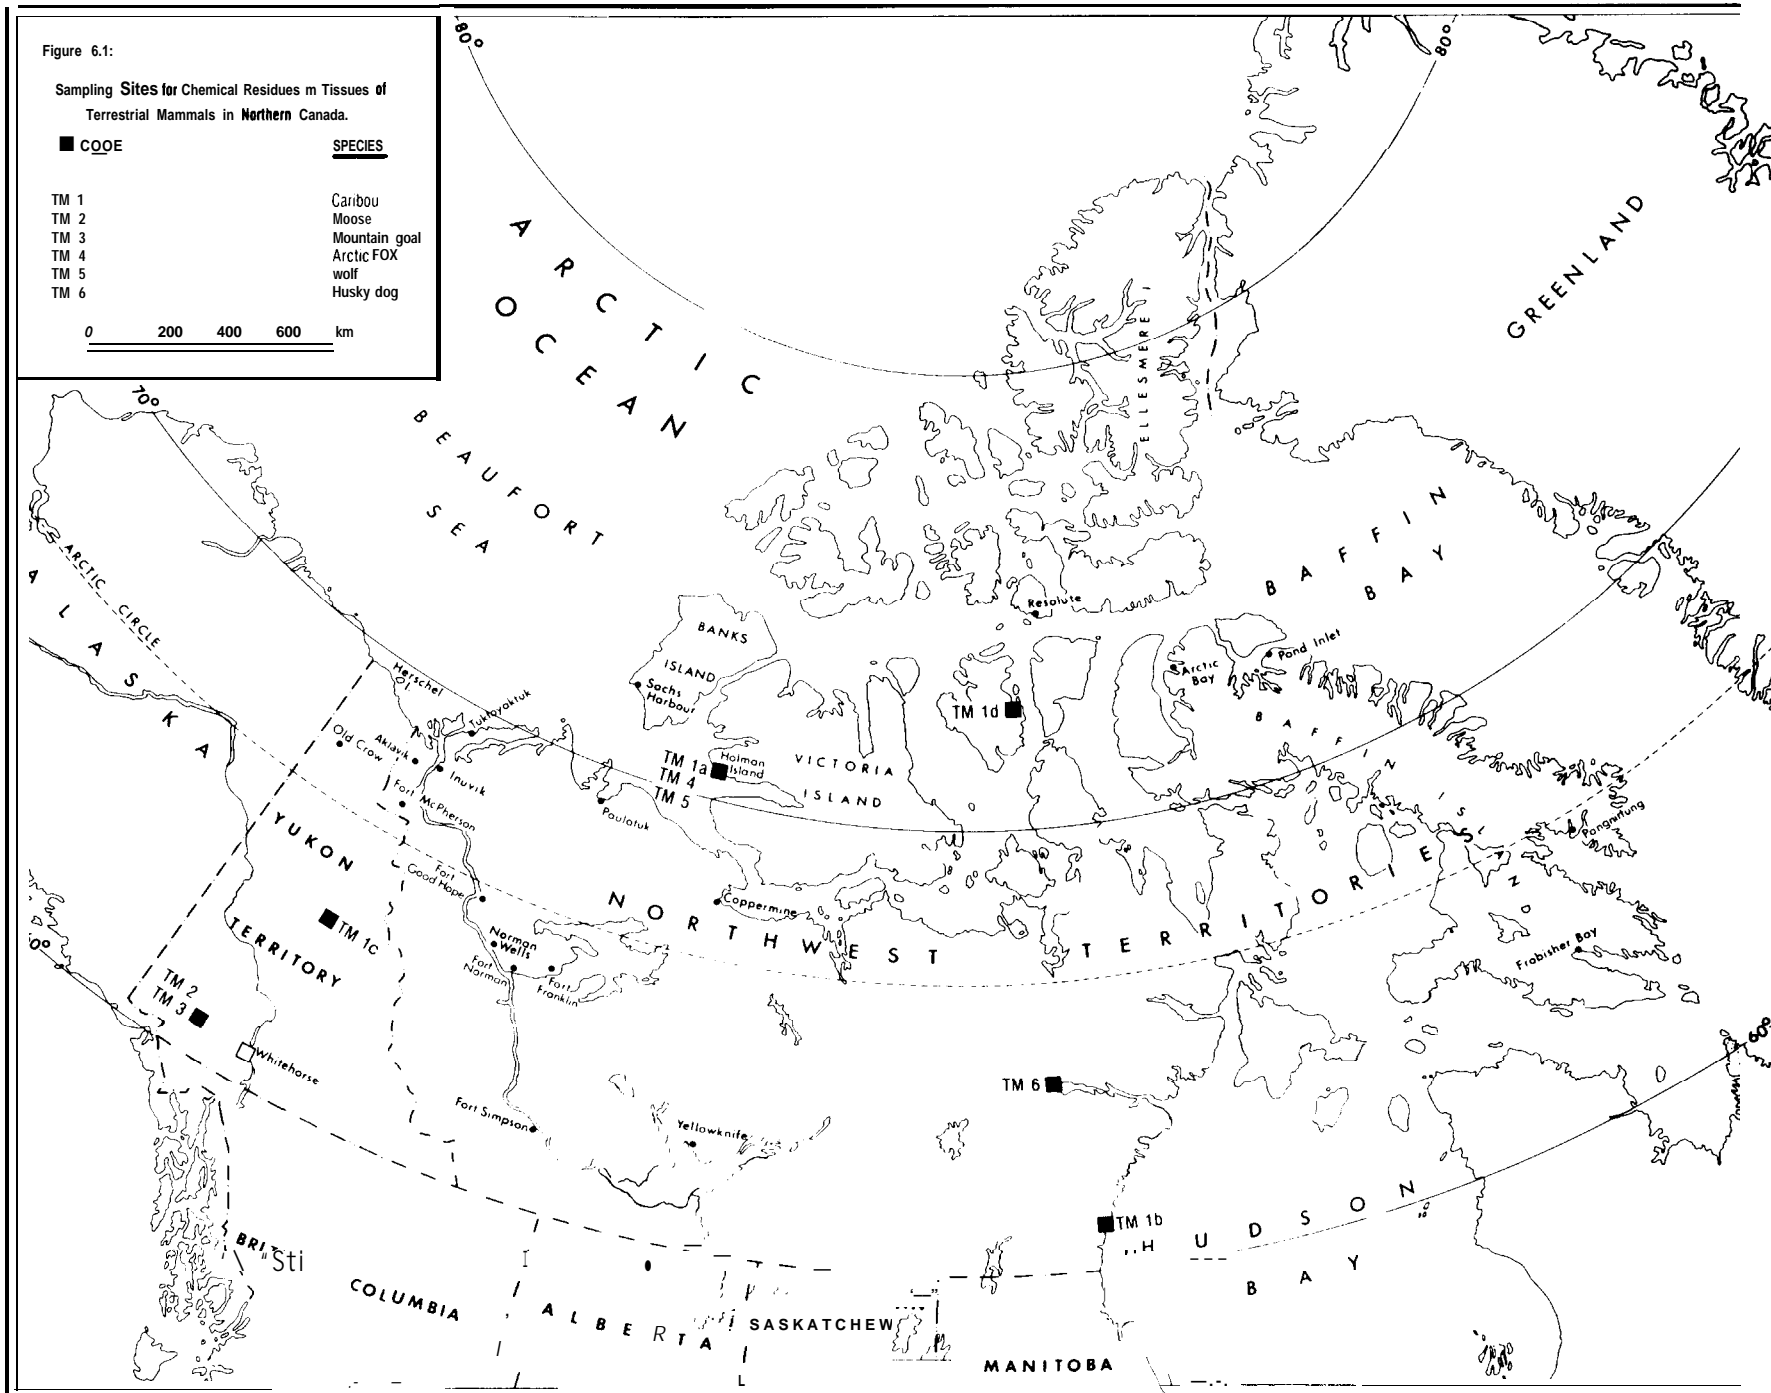 Figure 6.1:
Sampling Sites for Chemical Residues m Tissues of
Terrestrial Mammals in Northern Canada.
COOE SPECIES
TM 1 Caribou
TM 2 Moose
TM 3 Mountain goal
TM 4 Arctic FOX
TM 5 wolf
TM 6 Husky dog
0 200 400 600 km
80°
80°
ARCTIC
OCEAN
GREENLAND
ELLESMERE I
70°
BEAUFORT
SEA
BAFFIN
BAY
ARCTIC CIRCLE
ALASKA
Resolute
BANKS
ISLAND
Sachs
Harbour
Pond Inlet
Arctic
Bay
Herschel
I.
Tuktoyaktuk
TM 1d
BAFFIN ISLAND
Old Crow
Aklavik
Inuvik
Fort McPherson
TM 1a
TM 4
TM 5
Holman
Island
VICTORIA
ISLAND
Paulatuk
Pangnirtung
YUKON
TERRITORY
Fort
Good Hope
Coppermine
NORTHWEST TERRITORIES
TM 1c
Norman
Wells
Fort
Norman
Fort
Franklin
Frobisher Bay
60°
TM 2
TM 3
Whitehorse
60°
TM 6
Fort Simpson
Yellowknife
TM 1b
HUDSON
BAY
BRI "Sti
COLUMBIA
ALBERTA
SASKATCHEW
MANITOBA